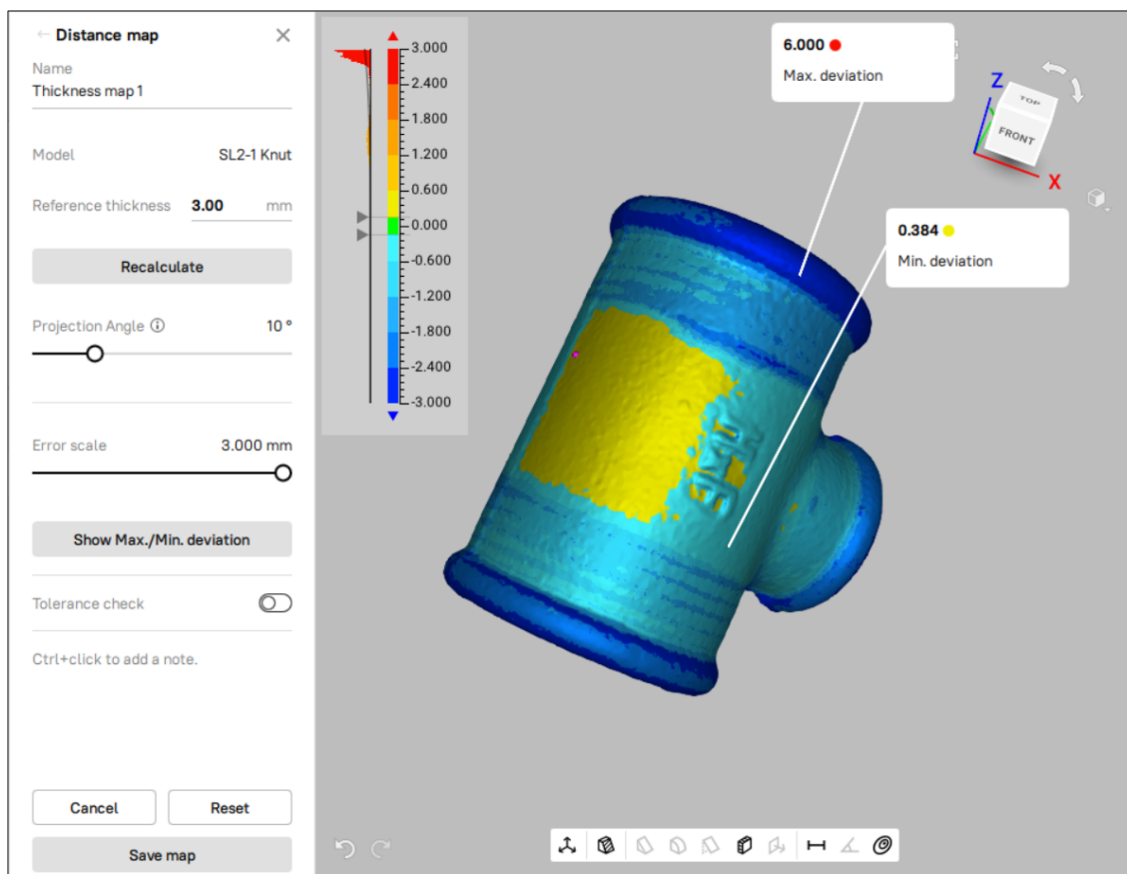 Distance map
Name
Thickness map 1
Model SL2-1 Knut
Reference thickness 3.00 mm
Recalculate
Projection Angle 10 °
Error scale 3.000 mm
Show Max./Min. deviation
Tolerance check
Ctrl+click to add a note.
Cancel Reset
Save map
3.000
2.400
1.800
1.200
0.600
0.000
-0.600
-1.200
-1.800
-2.400
-3.000
6.000
Max. deviation
0.384
Min. deviation
Z
TOP
FRONT
X